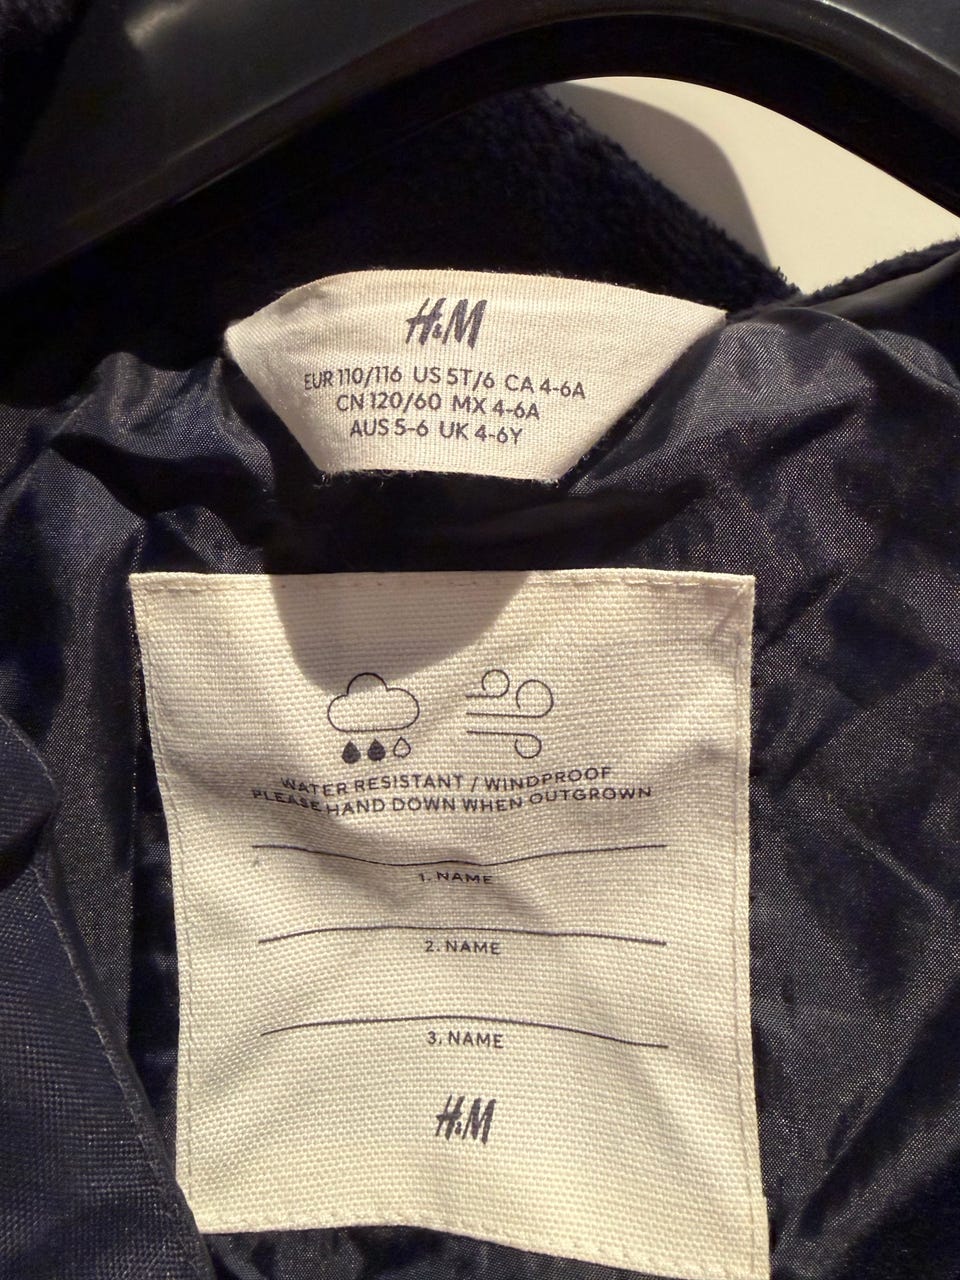 H&M
EUR 110/116 US 5T/6 CA 4-6A
CN 120/60 MX 4-6A
AUS 5-6 UK 4-6Y
WATER RESISTANT / WINDPROOF
PLEASE HAND DOWN WHEN OUTGROWN
1. NAME
2. NAME
3. NAME
H&M